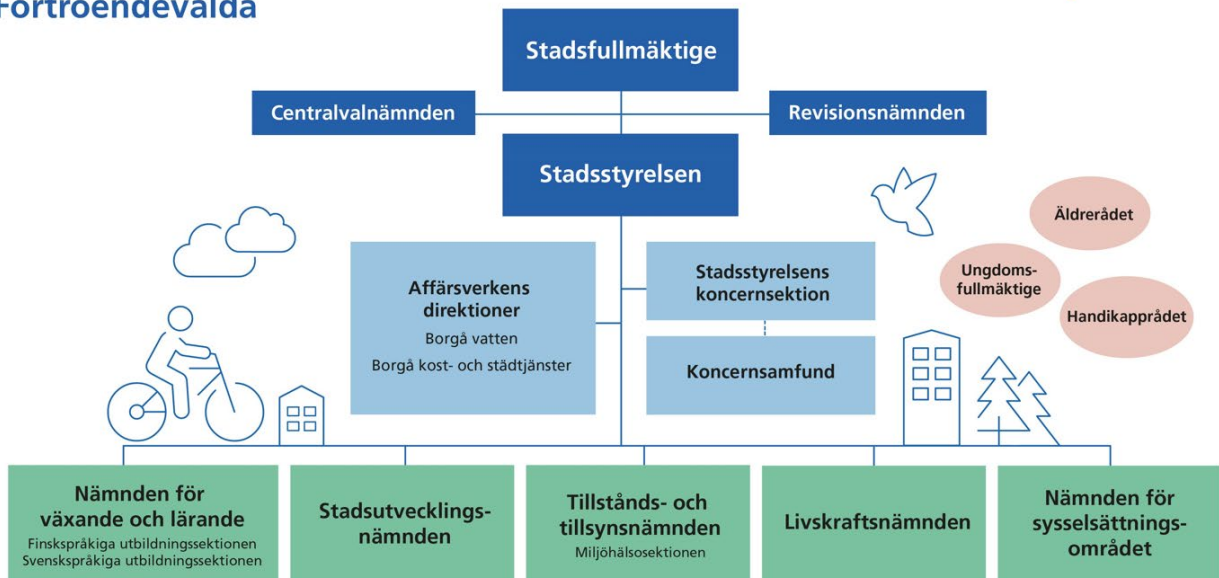 Förtroendevalda
Stadsfullmäktige
Centralvalnämnden
Revisionsnämnden
Stadsstyrelsen
Affärsverkens
direktioner
Borgå vatten
Borgå kost- och städtjänster
Stadsstyrelsens
koncernsektion
Koncernsamfund
Äldrerådet
Ungdoms-
fullmäktige
Handikapprådet
Nämnden för
växande och lärande
Finskspråkiga utbildningssektionen
Svenskspråkiga utbildningssektionen
Stadsutvecklings-
nämnden
Tillstånds- och
tillsynsnämnden
Miljöhälsosektionen
Livskraftsnämnden
Nämnden för
sysselsättnings-
området